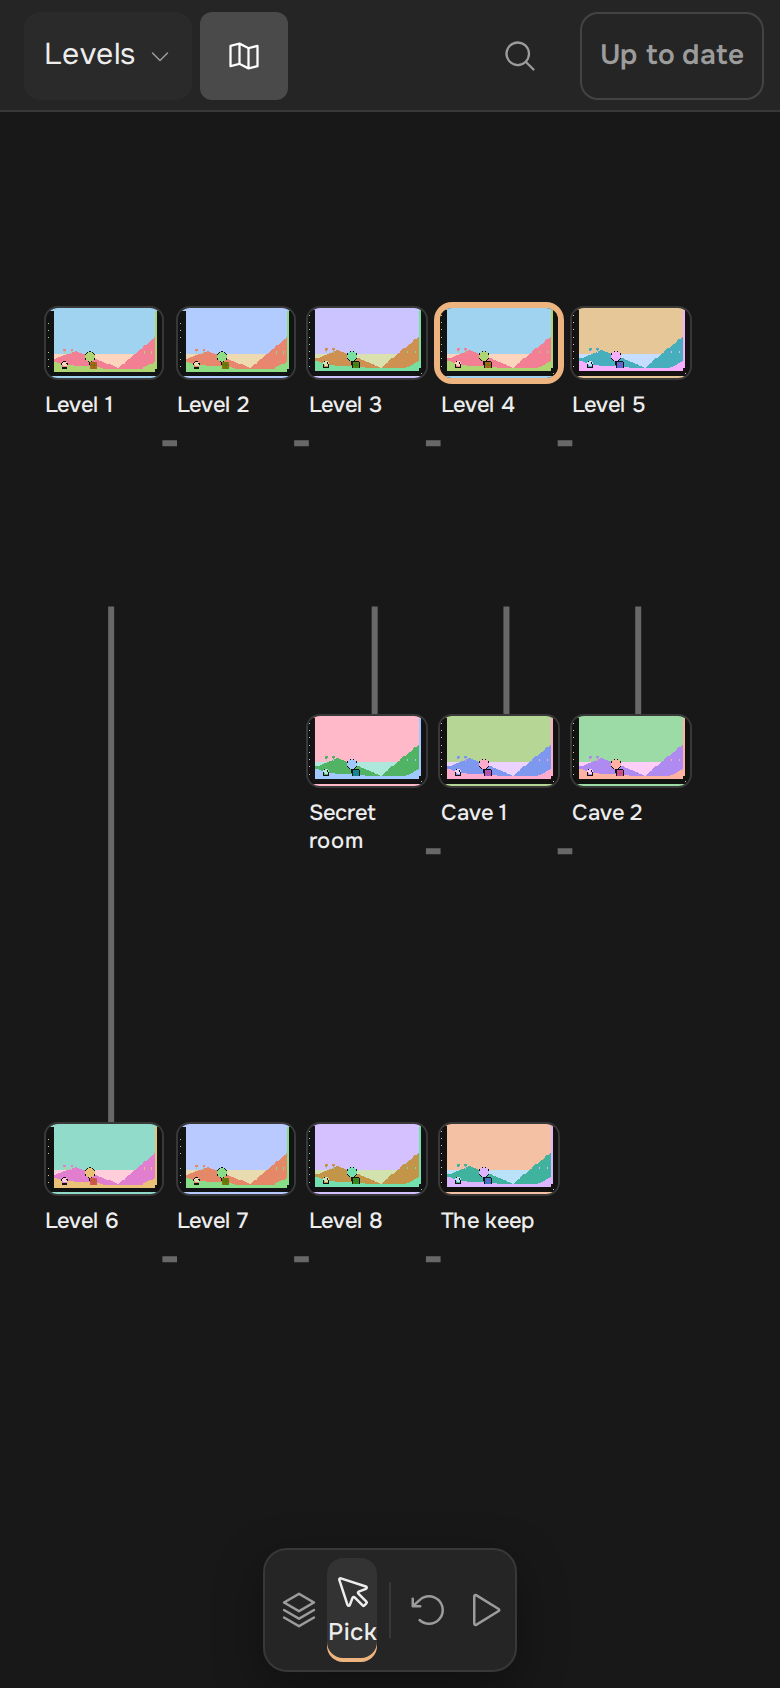 Levels
Up to date
Level 1
Level 2
Level 3
Level 4
Level 5
Secret
room
Cave 1
Cave 2
Level 6
Level 7
Level 8
The keep
Pick